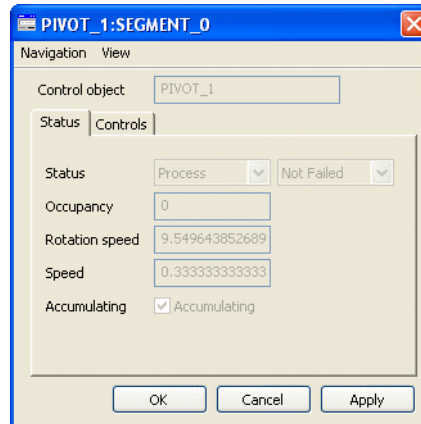 PIVOT_1:SEGMENT_0
Navigation View
Control object PIVOT_1
Status Controls
Status Process Not Failed
Occupancy 0
Rotation speed 9.549643852689
Speed 0.333333333333
Accumulating Accumulating
OK Cancel Apply